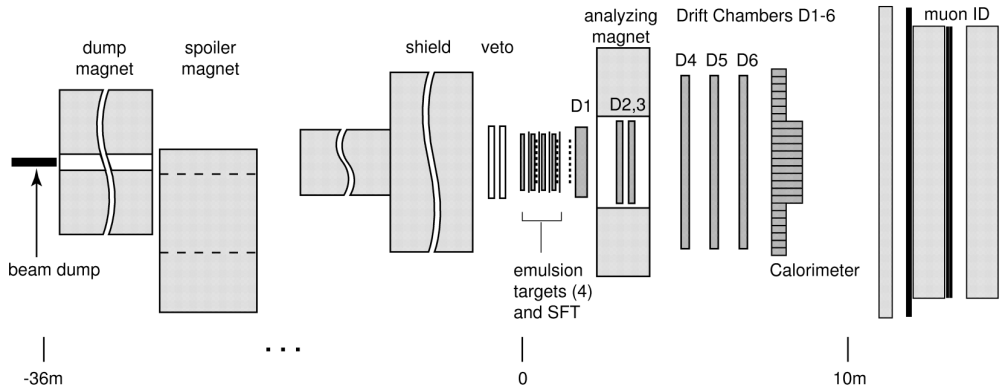 analyzing
magnet
Drift Chambers D1-6
muon ID
dump
magnet
spoiler
magnet
shield
veto
D4 D5 D6
D1
D2,3
beam dump
emulsion
targets (4)
and SFT
Calorimeter
...
-36m
0
10m